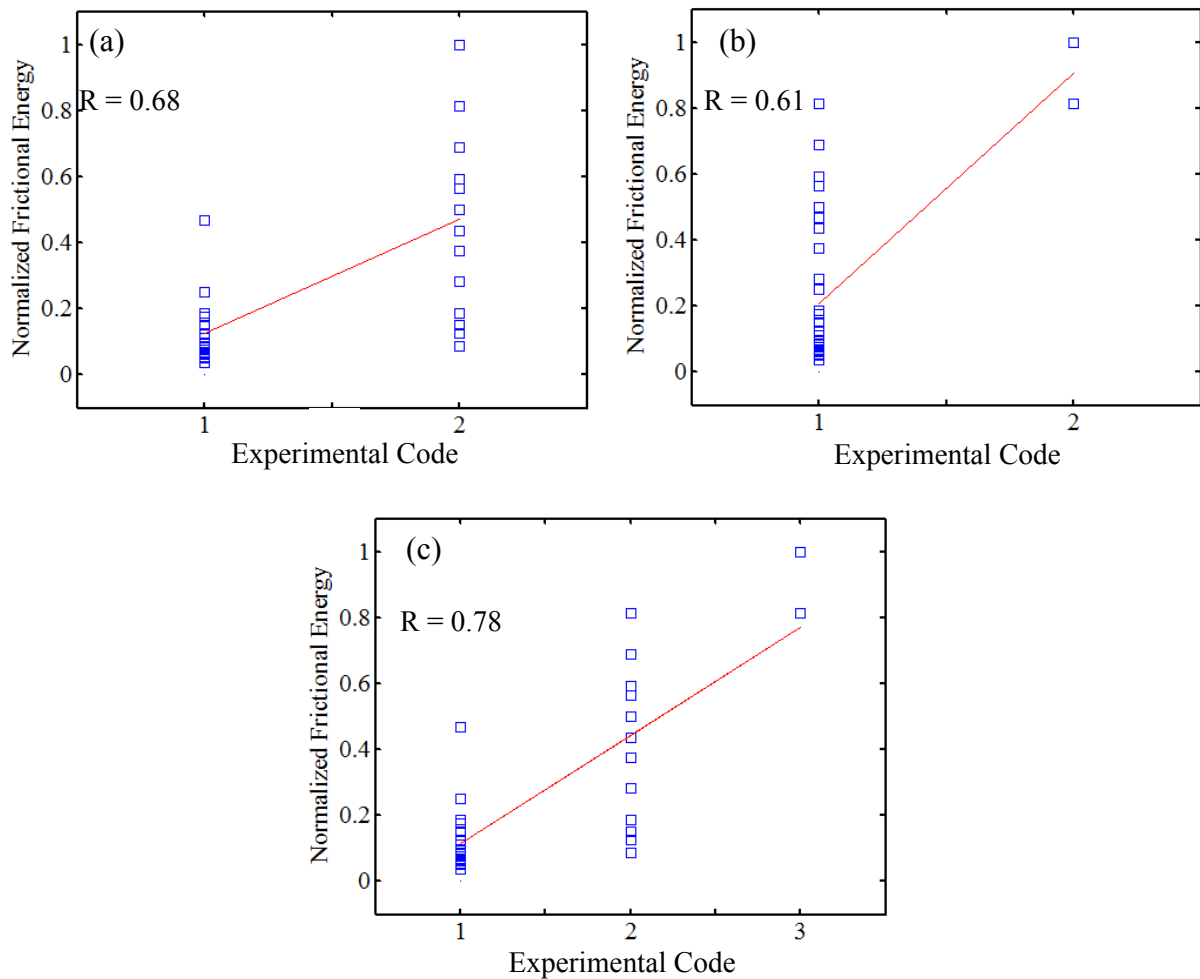 (a)
R = 0.68
Normalized Frictional Energy
1
0.8
0.6
0.4
0.2
0
1
2
Experimental Code
(b)
R = 0.61
Normalized Frictional Energy
1
0.8
0.6
0.4
0.2
0
1
2
Experimental Code
(c)
R = 0.78
Normalized Frictional Energy
1
0.8
0.6
0.4
0.2
0
1
2
3
Experimental Code